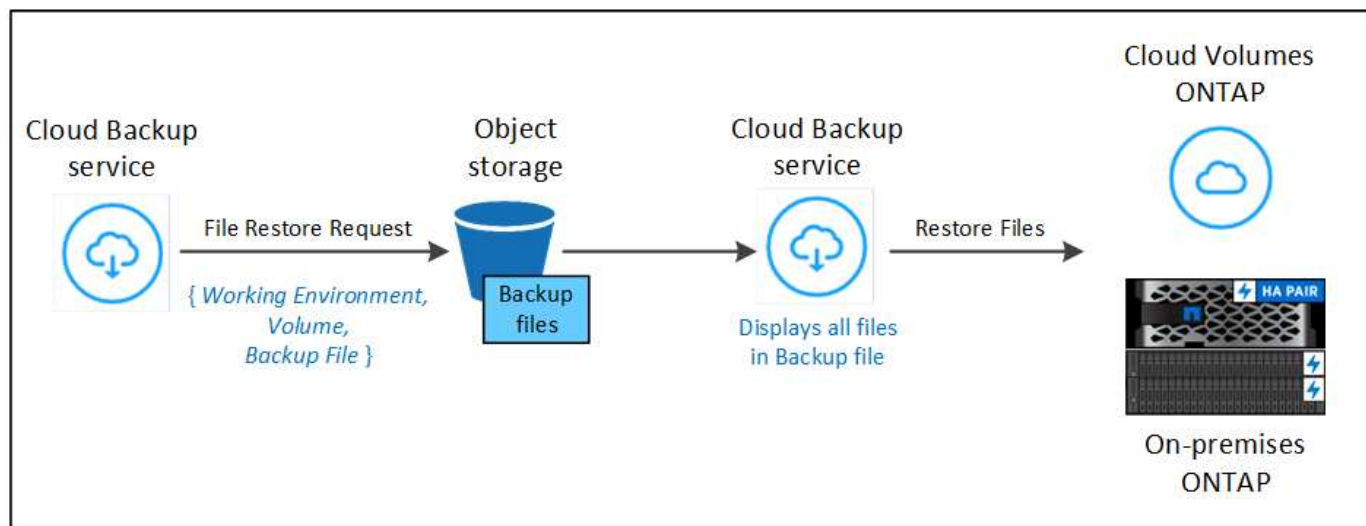 Cloud Backup
service
File Restore Request
{ Working Environment,
Volume,
Backup File }
Object
storage
Backup
files
Cloud Backup
service
Displays all files
in Backup file
Restore Files
Cloud Volumes
ONTAP
HA PAIR
On-premises
ONTAP